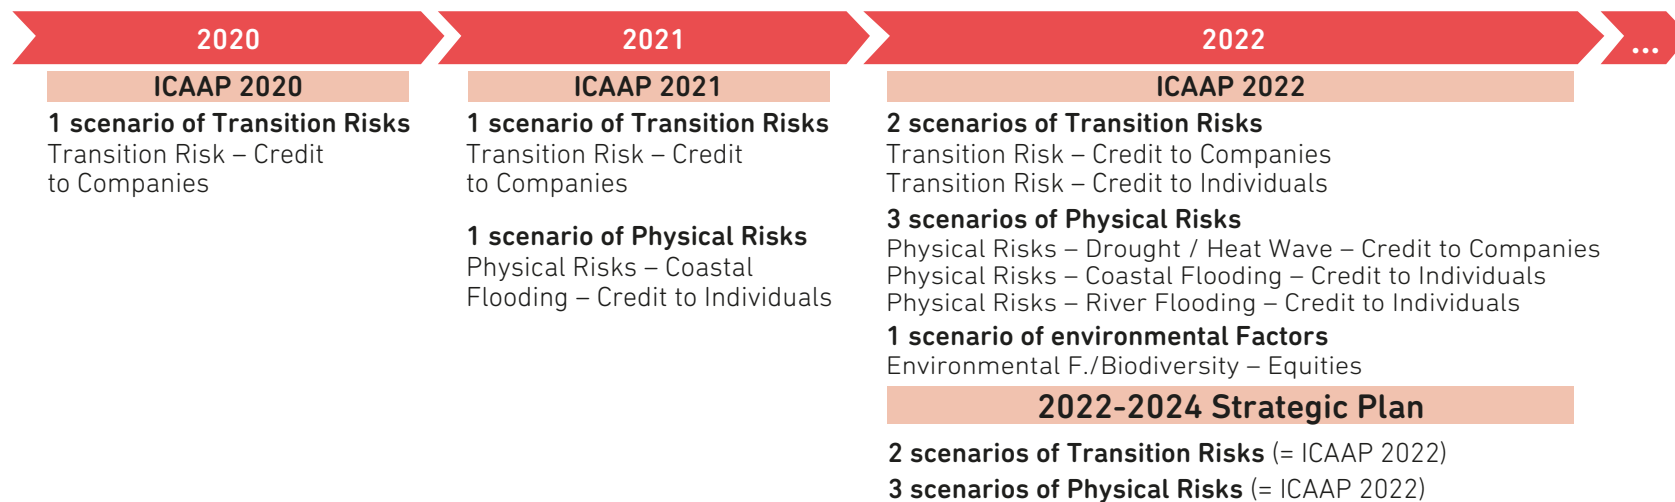 2020
2021
2022
...
ICAAP 2020
1 scenario of Transition Risks
Transition Risk – Credit
to Companies
ICAAP 2021
1 scenario of Transition Risks
Transition Risk – Credit
to Companies
1 scenario of Physical Risks
Physical Risks – Coastal
Flooding – Credit to Individuals
ICAAP 2022
2 scenarios of Transition Risks
Transition Risk – Credit to Companies
Transition Risk – Credit to Individuals
3 scenarios of Physical Risks
Physical Risks – Drought / Heat Wave – Credit to Companies
Physical Risks – Coastal Flooding – Credit to Individuals
Physical Risks – River Flooding – Credit to Individuals
1 scenario of environmental Factors
Environmental F./Biodiversity – Equities
2022-2024 Strategic Plan
2 scenarios of Transition Risks (= ICAAP 2022)
3 scenarios of Physical Risks (= ICAAP 2022)